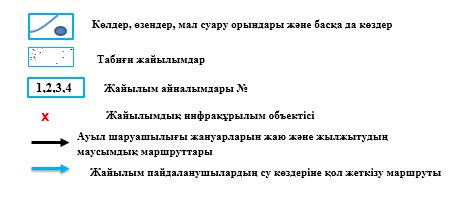 Көлдер, өзендер, мал суару орындары және басқа да көздер
Табиғн жайылымдар
1,2,3,4 Жайылым айналымдары №
х Жайылымдық инфрақұрылым объектісі
Ауыл шаруашылығы жануарларын жаю және жылжытудың
маусымдық маршруттары
Жайылым пайдаланушылардың су көздеріне қол жеткізу маршруты